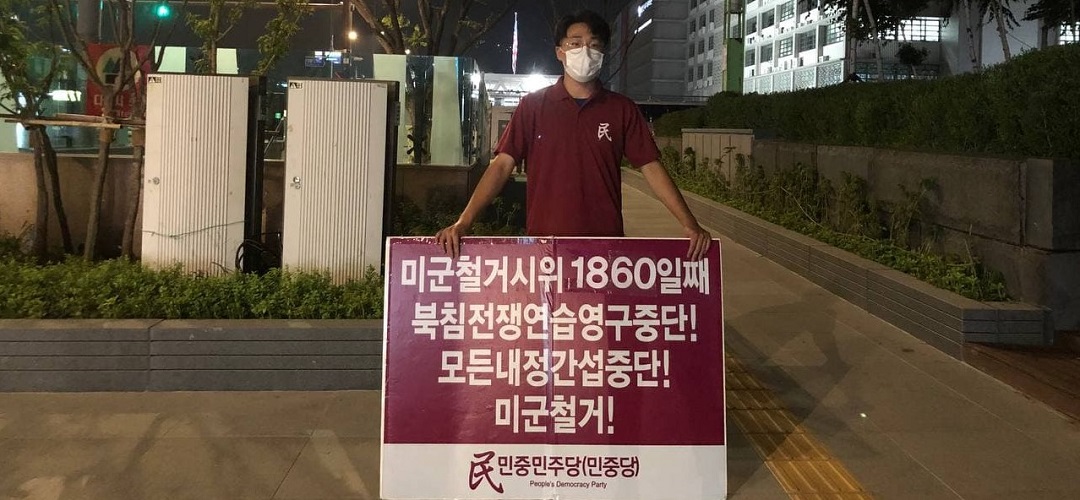 民
미군철거시위 1860일째
북침전쟁연습영구중단!
모든내정간섭중단!
미군철거!
民 민중민주당(민중당)
People's Democracy Party